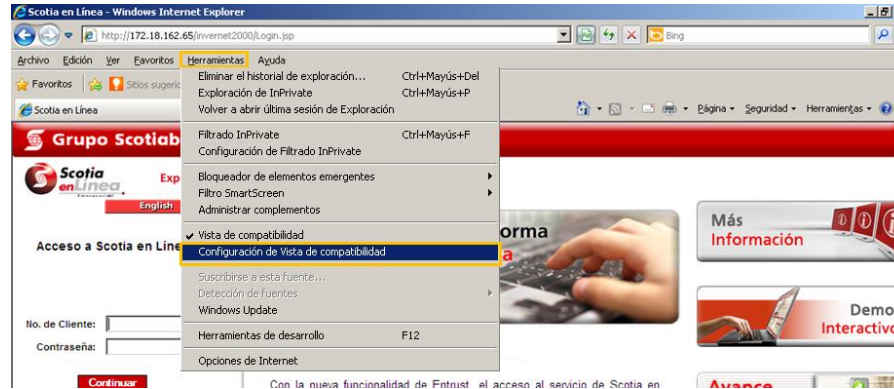 Scotia en Línea - Windows Internet Explorer
http://172.18.162.65/invernet2000/Login.jsp
Bing
Archivo Edición Ver Favoritos Herramientas Ayuda
Favoritos Sitios sugeric
Scotia en Línea
Página Seguridad Herramientas
Eliminar el historial de exploración... Ctrl+Mayús+Del
Exploración de InPrivate Ctrl+Mayús+P
Volver a abrir última sesión de Exploración
Filtrado InPrivate Ctrl+Mayús+F
Configuración de Filtrado InPrivate
Bloqueador de elementos emergentes
Filtro SmartScreen
Administrar complementos
Vista de compatibilidad
Configuración de Vista de compatibilidad
Suscribirse a esta fuente...
Detección de fuentes
Windows Update
Herramientas de desarrollo F12
Opciones de Internet
Grupo Scotiab
Scotia
enLínea
Exp
English
Acceso a Scotia en Líne
No. de Cliente:
Contraseña:
Continuar
orma
a
Más
Información
Demo
Interactivo
Con la nueva funcionalidad de Entrust el acceso al servicio de Scotia en
Avance